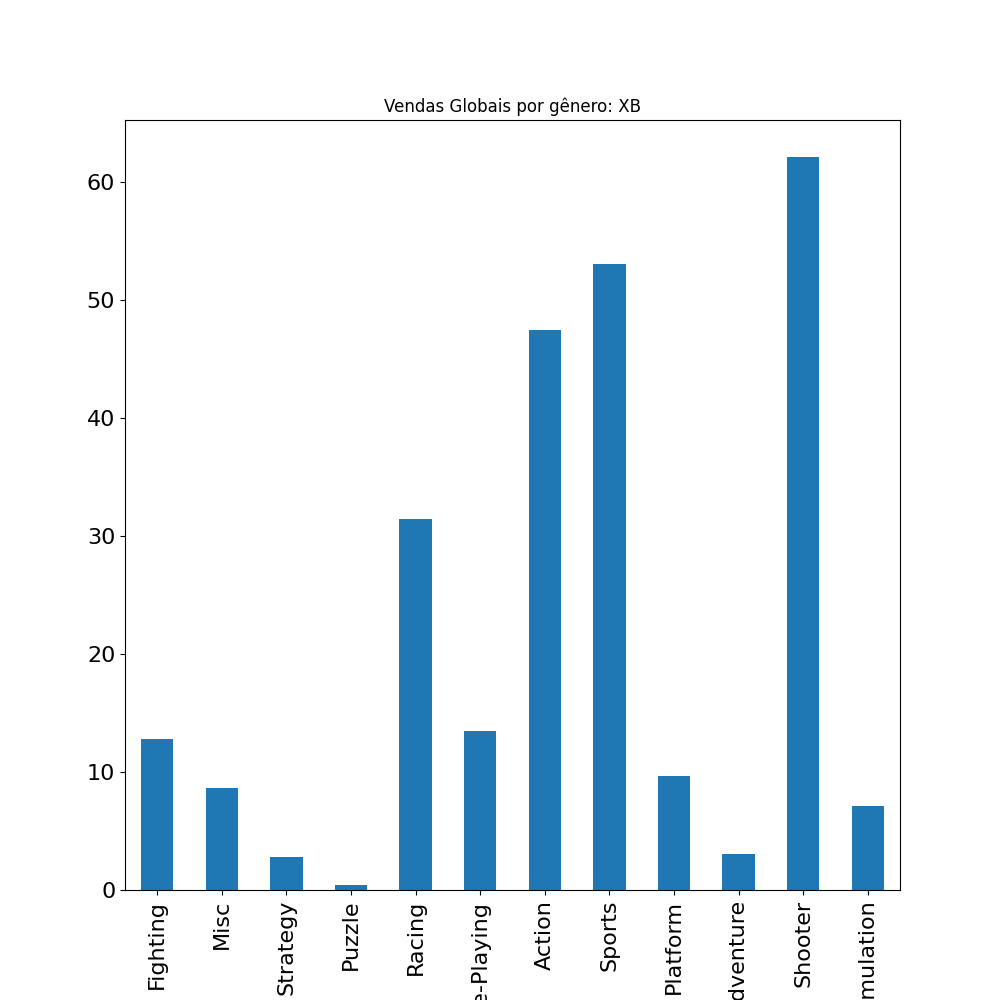 Vendas Globais por gênero: XB
60
50
40
30
20
10
0
Fighting
Misc
Strategy
Puzzle
Racing
e-Playing
Action
Sports
Platform
dventure
Shooter
mulation